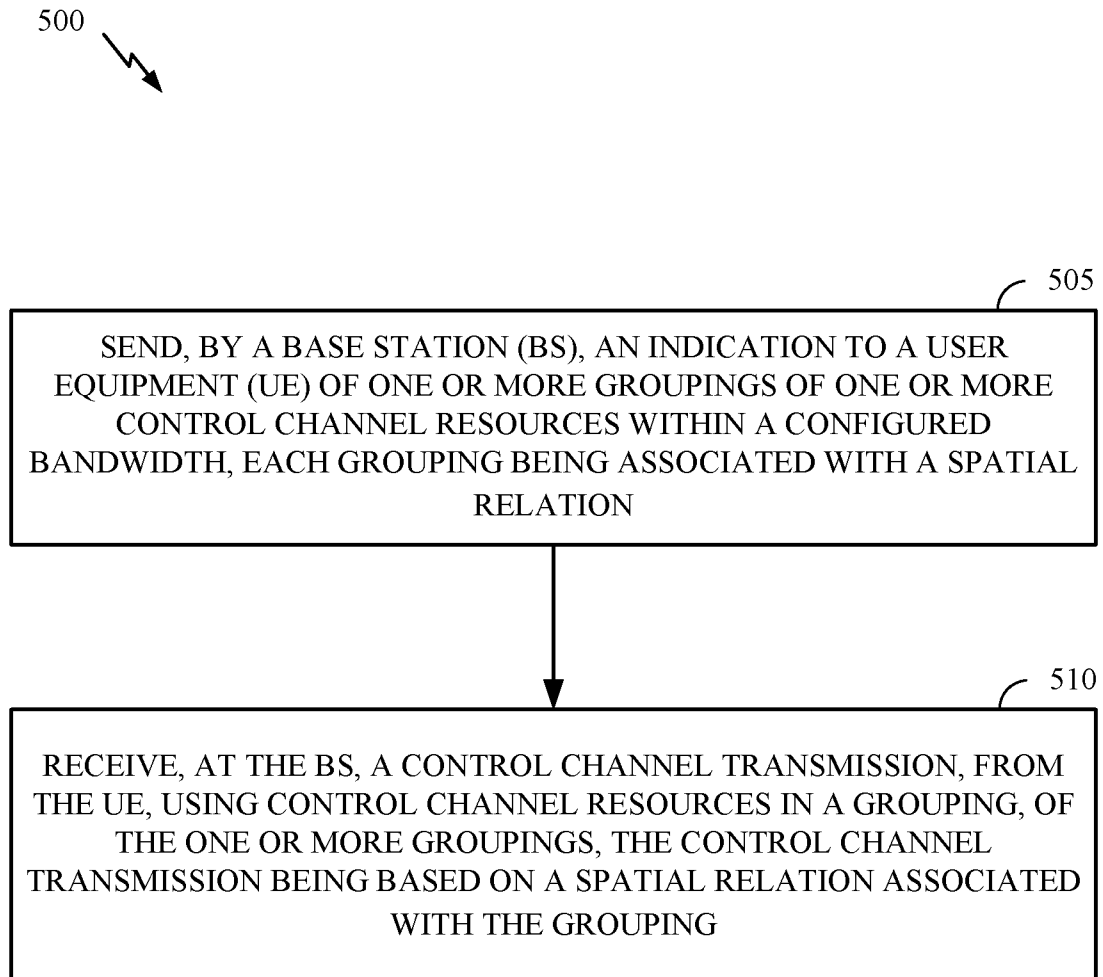 500
505
SEND, BY A BASE STATION (BS), AN INDICATION TO A USER
EQUIPMENT (UE) OF ONE OR MORE GROUPINGS OF ONE OR MORE
CONTROL CHANNEL RESOURCES WITHIN A CONFIGURED
BANDWIDTH, EACH GROUPING BEING ASSOCIATED WITH A SPATIAL
RELATION
510
RECEIVE, AT THE BS, A CONTROL CHANNEL TRANSMISSION, FROM
THE UE, USING CONTROL CHANNEL RESOURCES IN A GROUPING, OF
THE ONE OR MORE GROUPINGS, THE CONTROL CHANNEL
TRANSMISSION BEING BASED ON A SPATIAL RELATION ASSOCIATED
WITH THE GROUPING